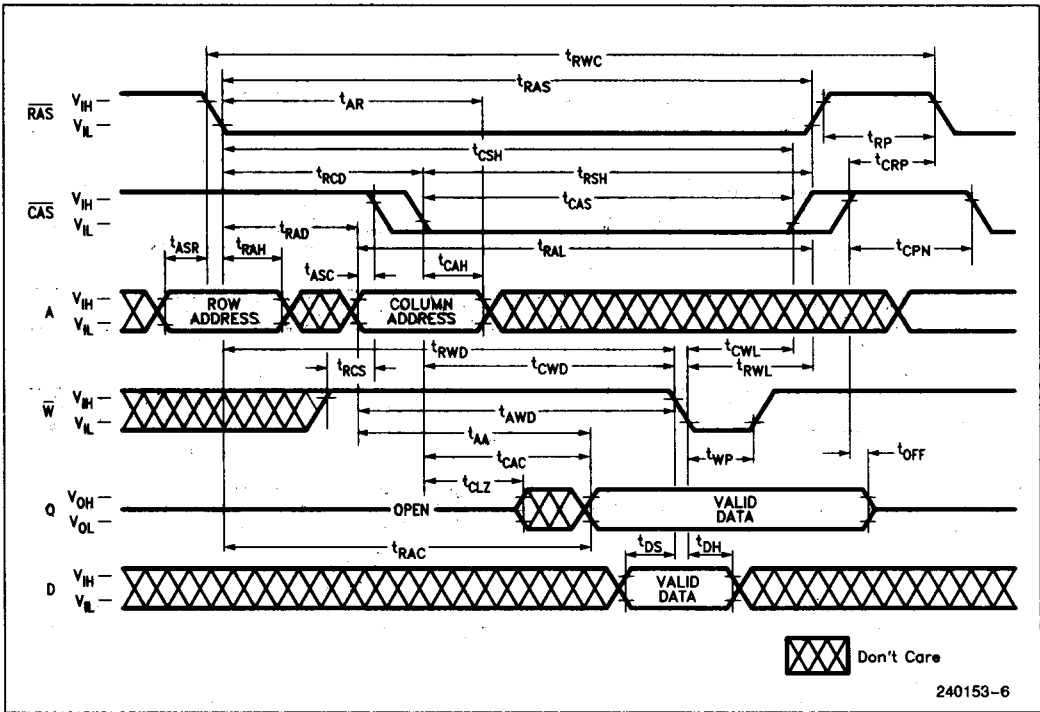 tRWC
tRAS
tAR
RAS VIH
VIL
tRP
tCSH
tCRP
tRCD tRSH
CAS VIH
VIL
tCAS
tASR tRAH tRAD
tRAL
tCPN
tASC tCAH
A VIH
VIL
ROW ADDRESS
COLUMN ADDRESS
tRWD tCWL
tRCS tCWD tRWL
W VIH
VIL
tAWD
tAA
tWP tOFF
tCAC
tCLZ
Q VOH
VOL
OPEN
VALID DATA
tRAC
tDS tDH
D VIH
VIL
VALID DATA
Don't Care
240153-6